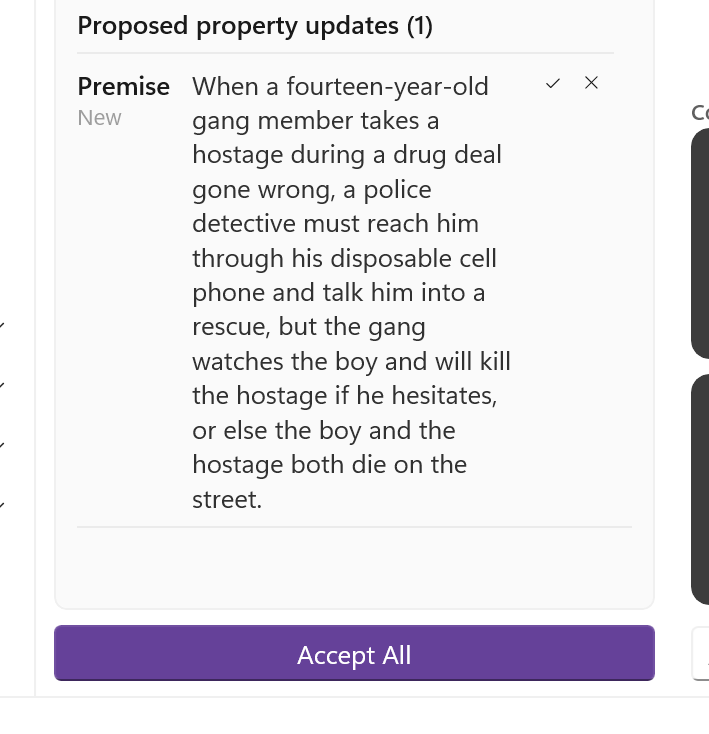 Proposed property updates (1)
Premise
New
When a fourteen-year-old
gang member takes a
hostage during a drug deal
gone wrong, a police
detective must reach him
through his disposable cell
phone and talk him into a
rescue, but the gang
watches the boy and will kill
the hostage if he hesitates,
or else the boy and the
hostage both die on the
street.
Accept All